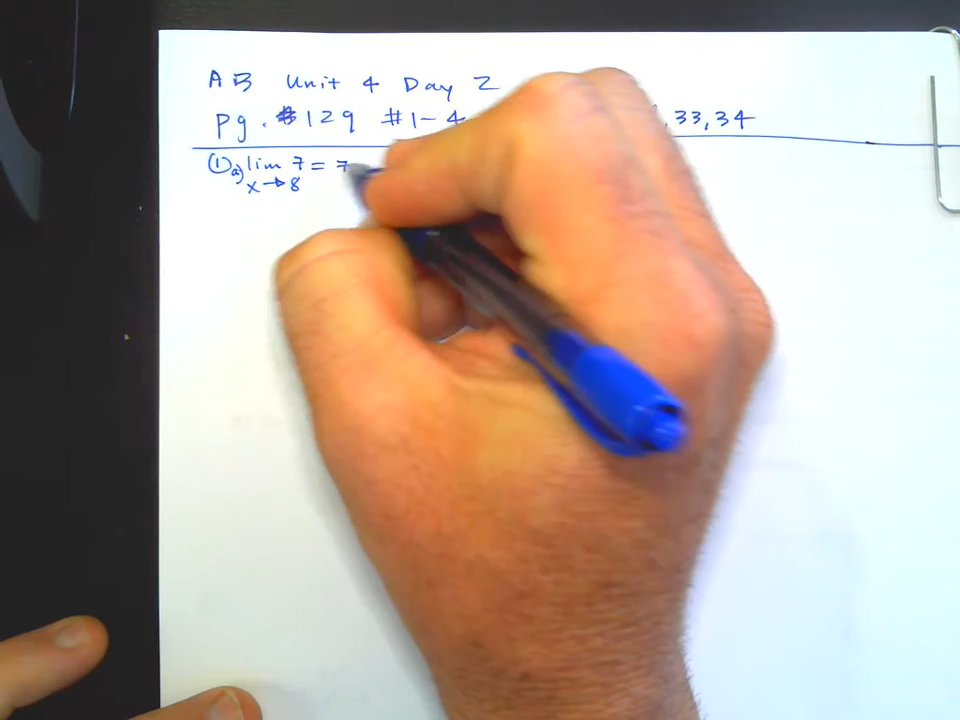 AB Unit 4 Day 2
Pg. #129 #1-4 33,34
① a) lim 7 = 7
x→8